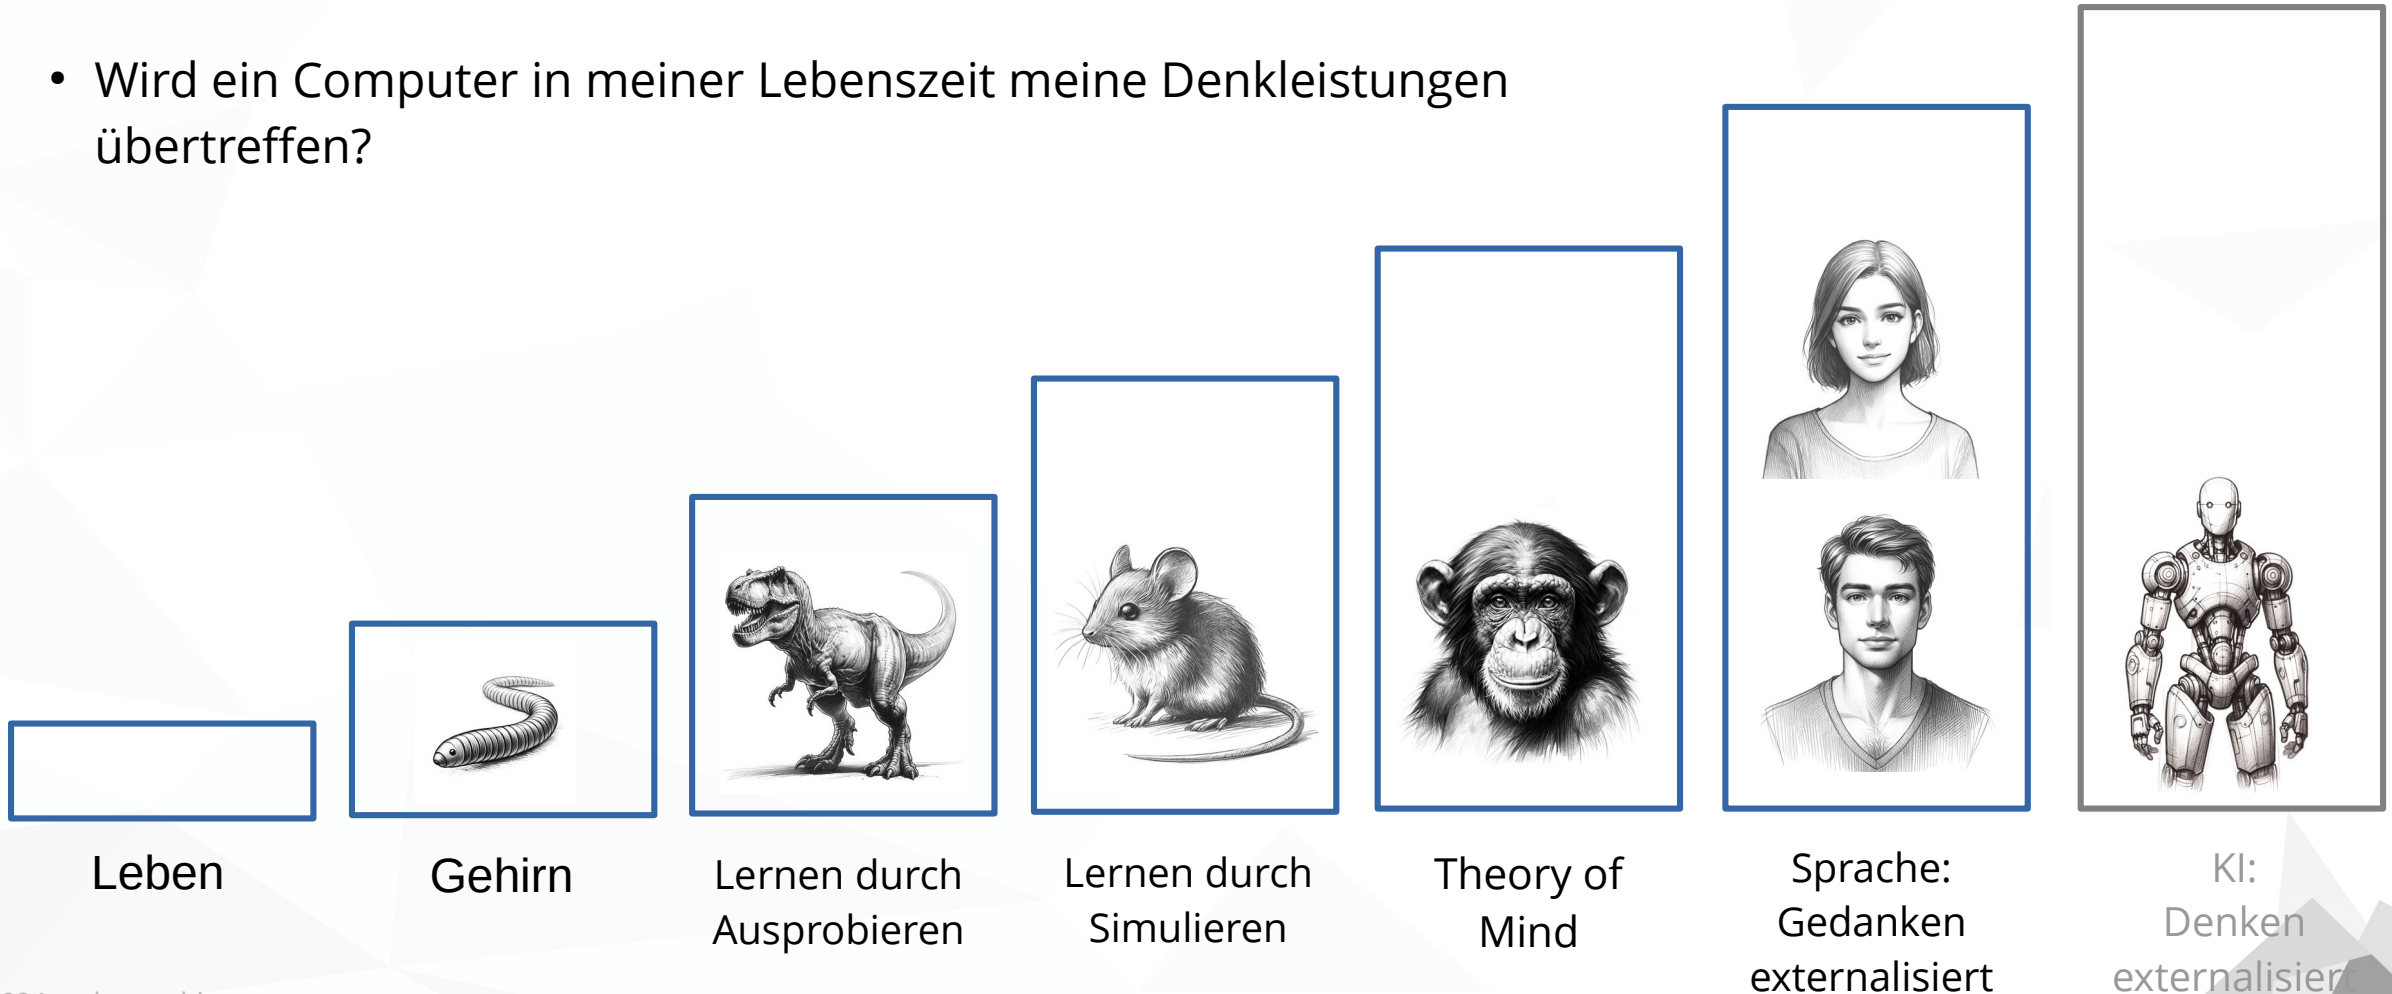 • Wird ein Computer in meiner Lebenszeit meine Denkleistungen
übertreffen?
Leben
Gehirn
Lernen durch
Ausprobieren
Lernen durch
Simulieren
Theory of
Mind
Sprache:
Gedanken
externalisiert
KI:
Denken
externalisiert